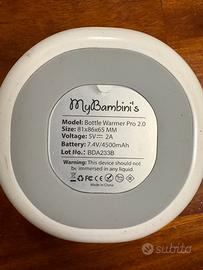 MyBambini's
Model: Bottle Warmer Pro 2.0
Size: 81x86x65 MM
Voltage: 5V⎓ 2A
Battery: 7.4V/4500mAh
Lot No.: BDA233B
Warning: This device should not be
immersed in any liquid.
Made in China
subito